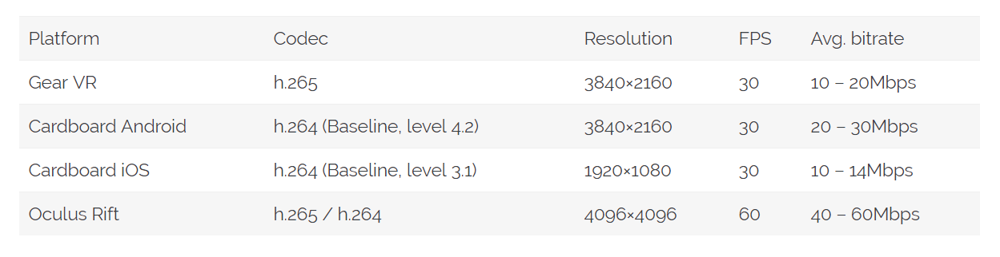 Platform Codec Resolution FPS Avg. bitrate
Gear VR h.265 3840×2160 30 10 – 20Mbps
Cardboard Android h.264 (Baseline, level 4.2) 3840×2160 30 20 – 30Mbps
Cardboard iOS h.264 (Baseline, level 3.1) 1920×1080 30 10 – 14Mbps
Oculus Rift h.265 / h.264 4096×4096 60 40 – 60Mbps